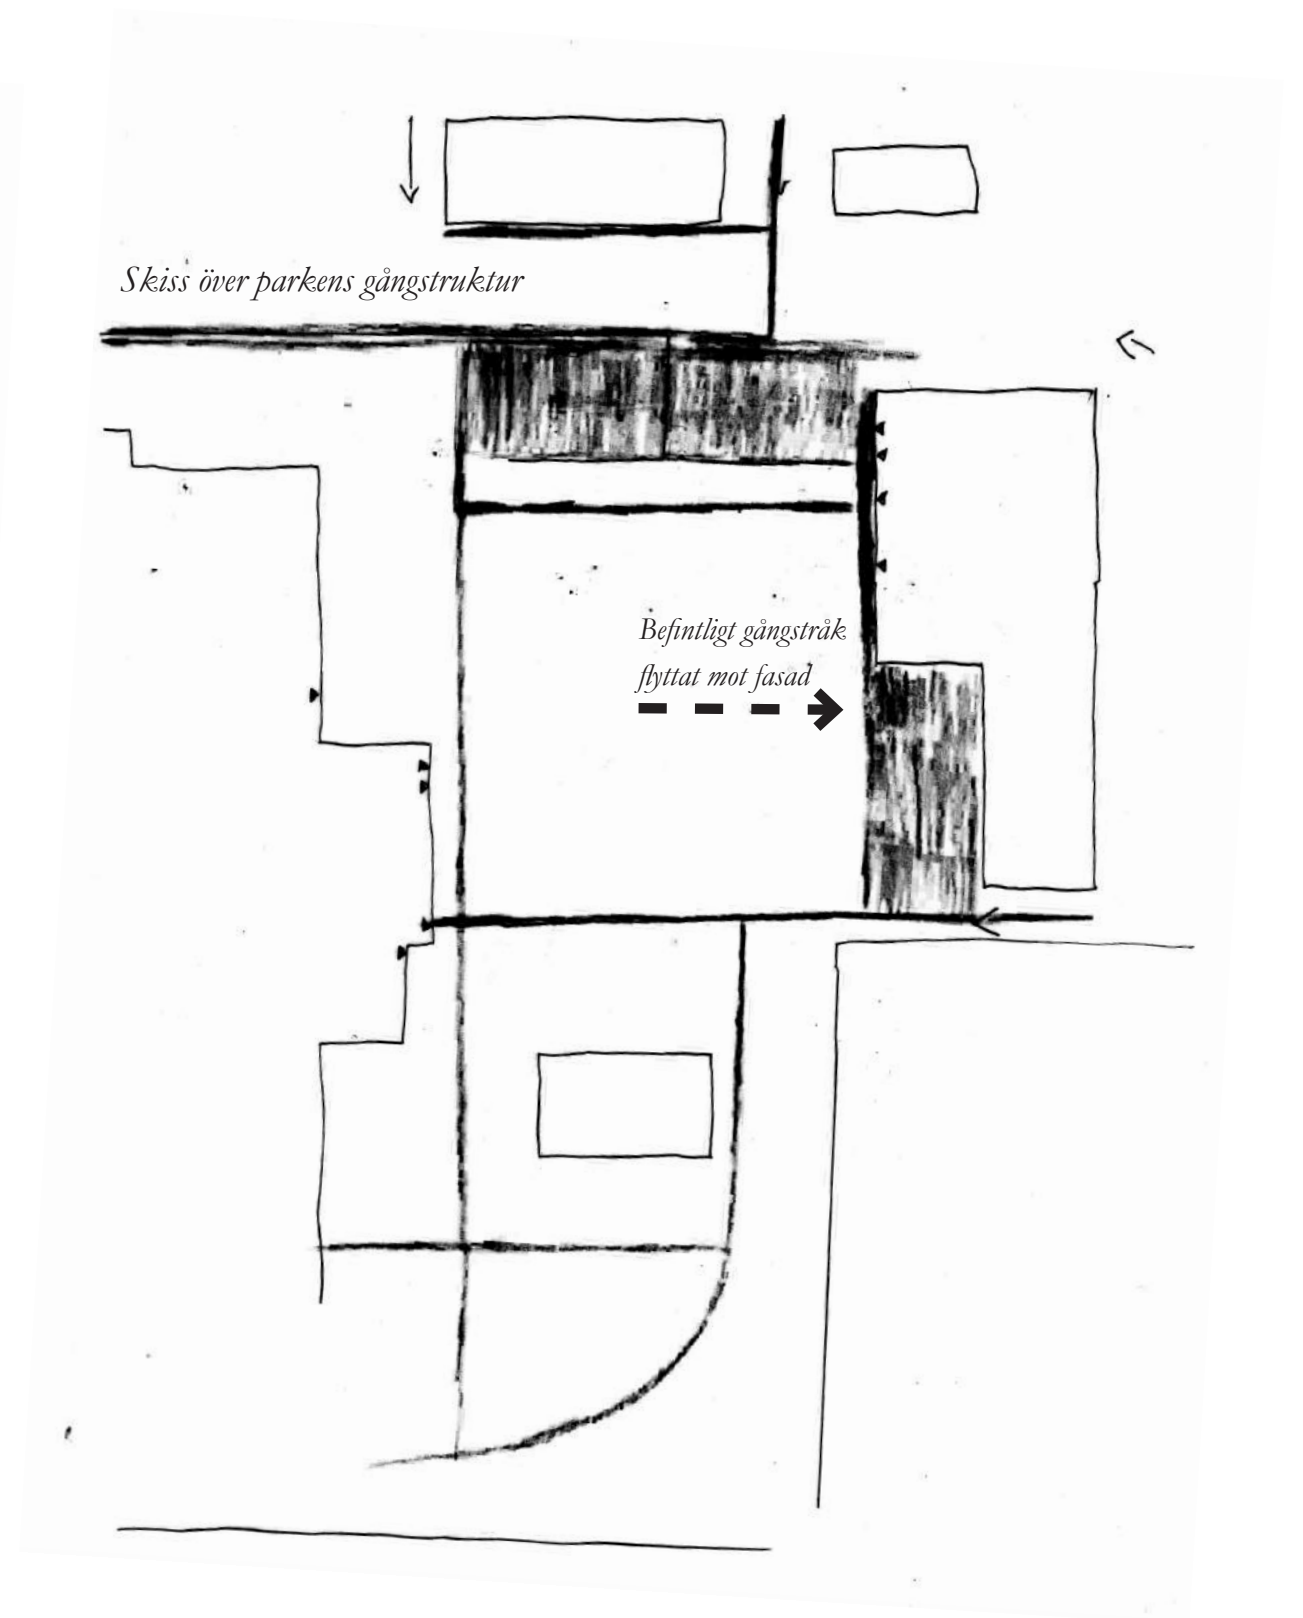 Skiss över parkens gångstruktur
Befintligt gångstråk
flyttat mot fasad